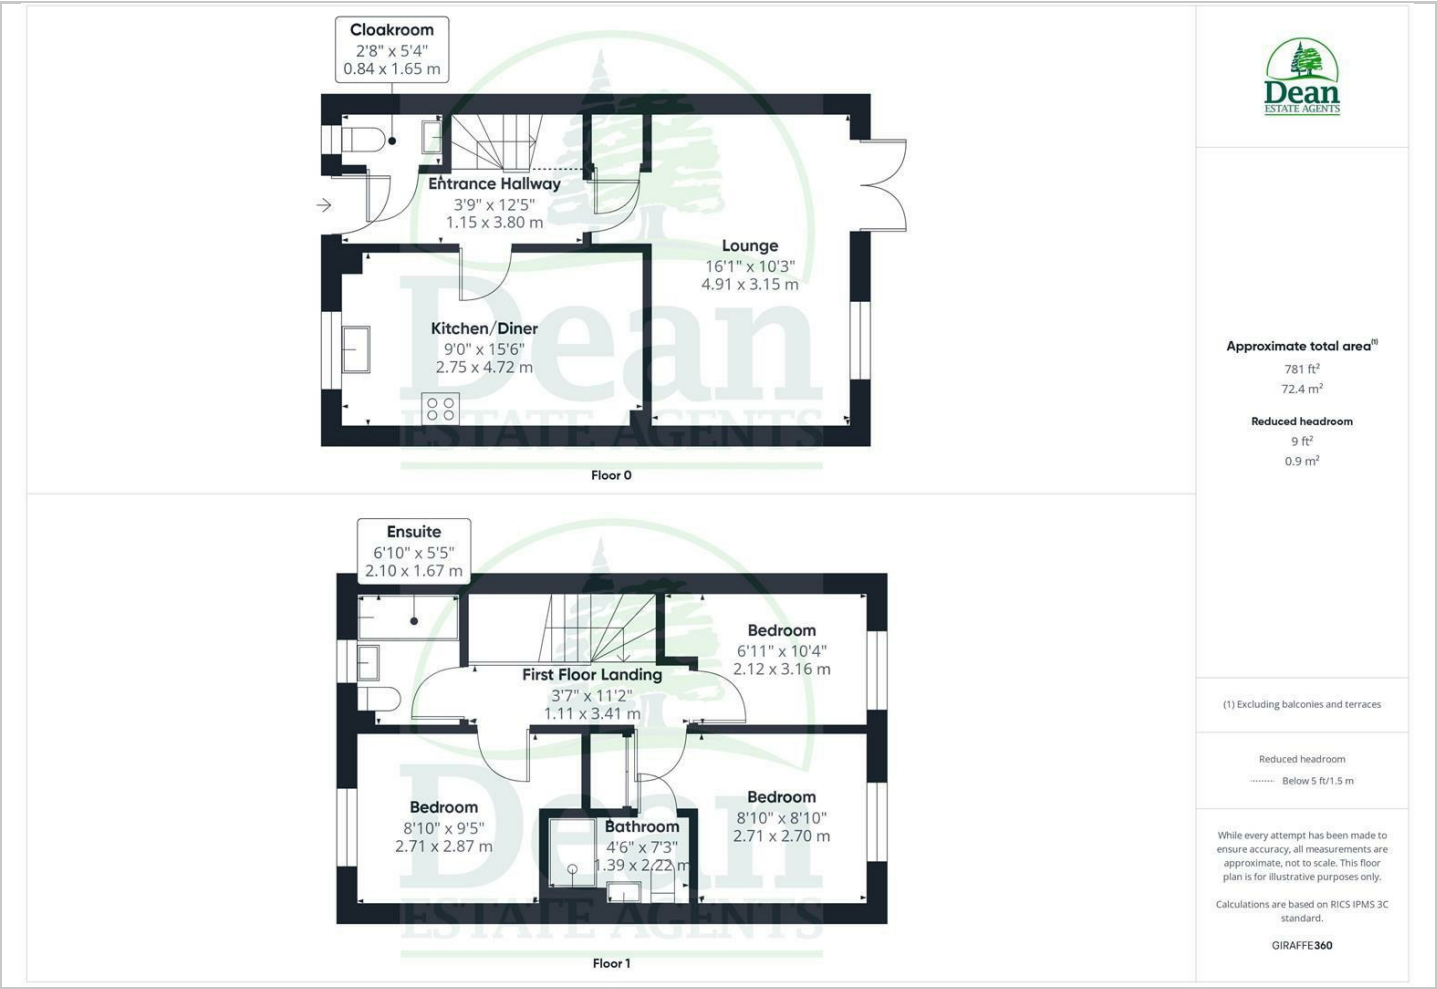 Cloakroom
2'8" x 5'4"
0.84 x 1.65 m
Entrance Hallway
3'9" x 12'5"
1.15 x 3.80 m
Lounge
16'1" x 10'3"
4.91 x 3.15 m
Kitchen/Diner
9'0" x 15'6"
2.75 x 4.72 m
Dean
ESTATE AGENTS
Floor 0
Ensuite
6'10" x 5'5"
2.10 x 1.67 m
Bedroom
6'11" x 10'4"
2.12 x 3.16 m
First Floor Landing
3'7" x 11'2"
1.11 x 3.41 m
Bedroom
8'10" x 9'5"
2.71 x 2.87 m
Bedroom
8'10" x 8'10"
2.71 x 2.70 m
Bathroom
4'6" x 7'3"
1.39 x 2.22 m
Dean
ESTATE AGENTS
Floor 1
Dean
ESTATE AGENTS
Approximate total area(1)
781 ft²
72.4 m²
Reduced headroom
9 ft²
0.9 m²
(1) Excluding balconies and terraces
Reduced headroom
Below 5 ft/1.5 m
While every attempt has been made to
ensure accuracy, all measurements are
approximate, not to scale. This floor
plan is for illustrative purposes only.
Calculations are based on RICS IPMS 3C
standard.
GIRAFFE360